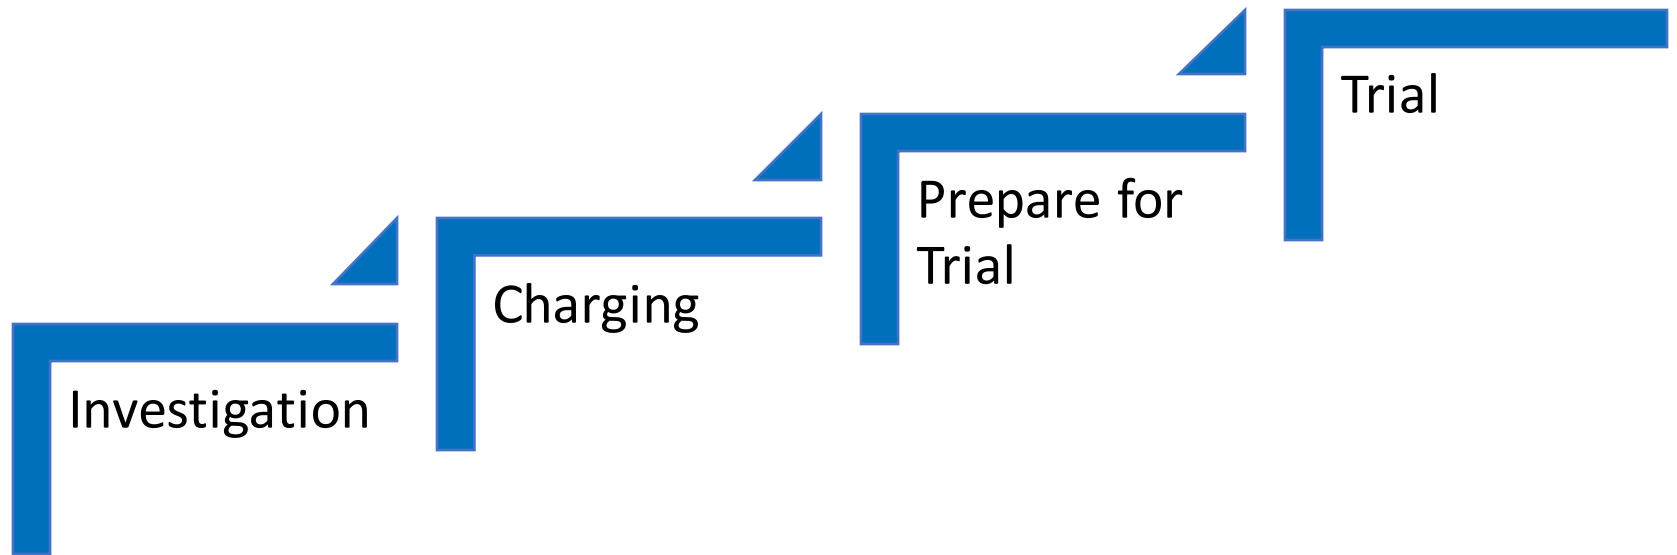 Investigation
Charging
Prepare for
Trial
Trial